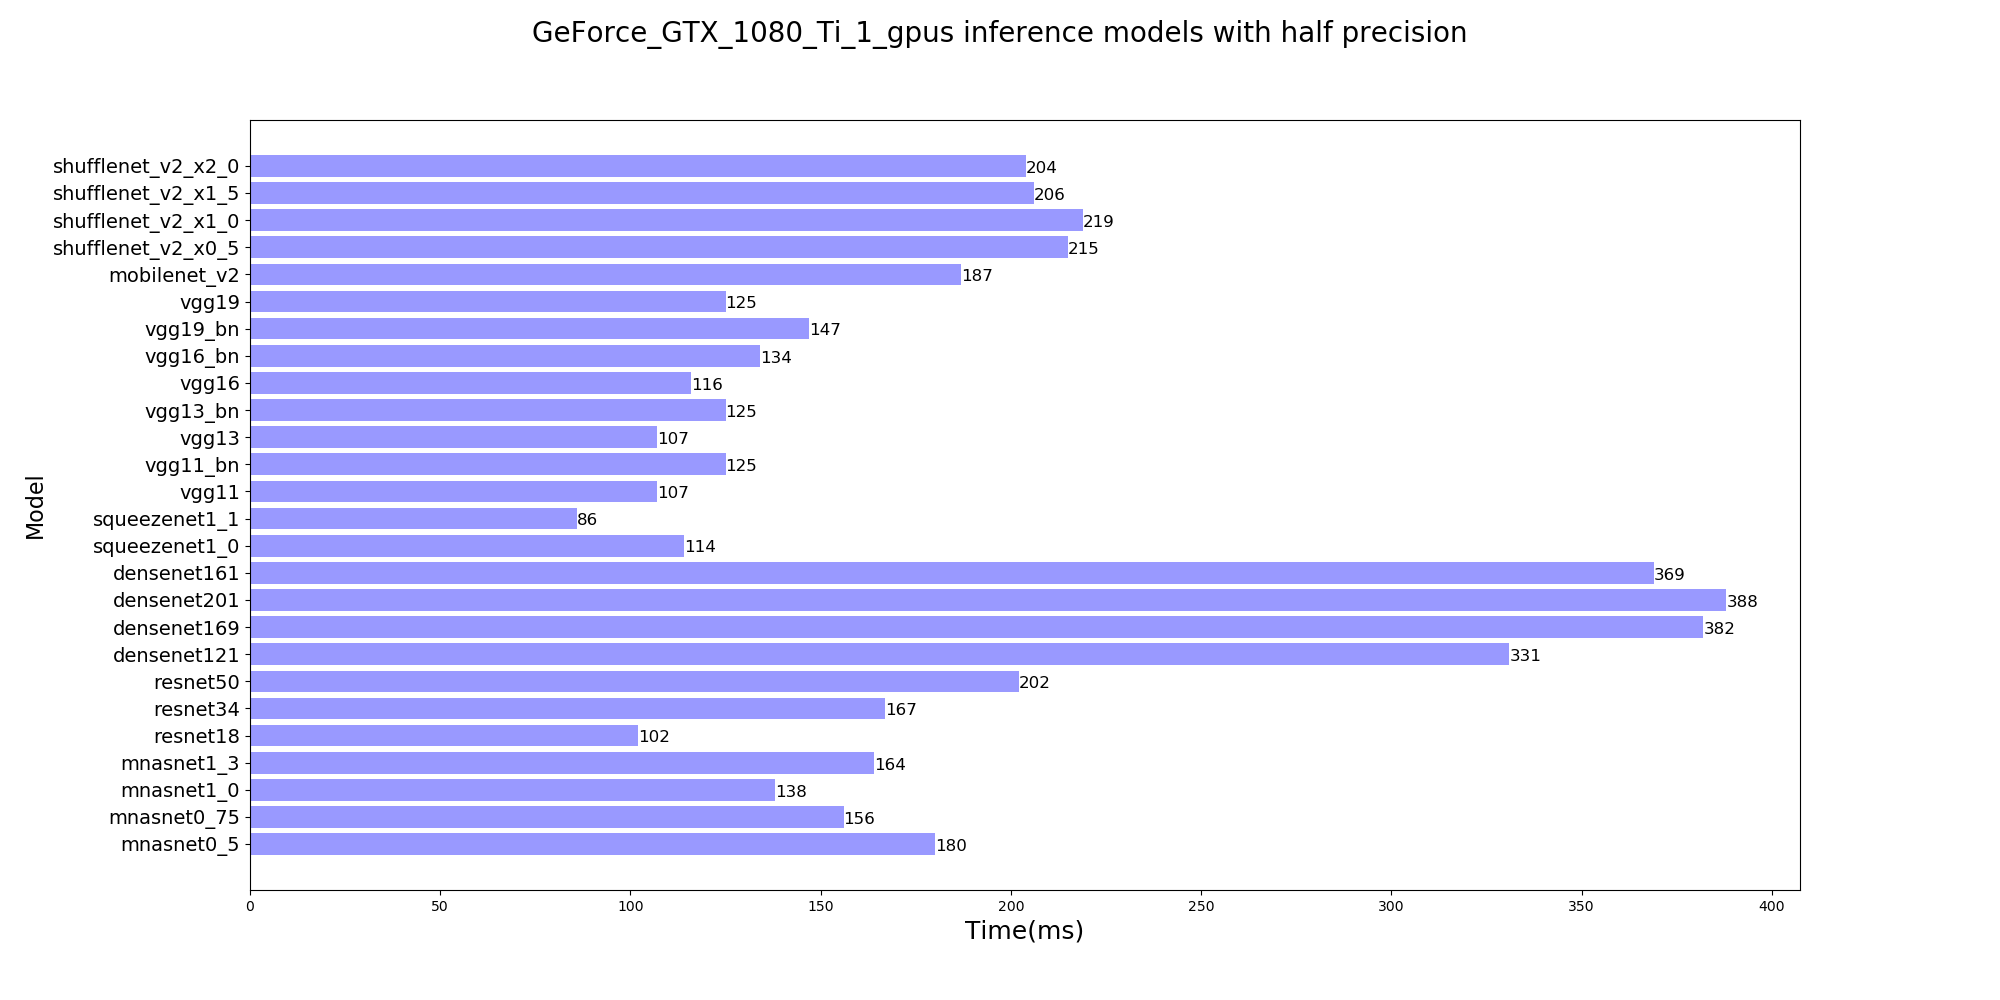 GeForce_GTX_1080_Ti_1_gpus inference models with half precision
shufflenet_v2_x2_0 204
shufflenet_v2_x1_5 206
shufflenet_v2_x1_0 219
shufflenet_v2_x0_5 215
mobilenet_v2 187
vgg19 125
vgg19_bn 147
vgg16_bn 134
vgg16 116
vgg13_bn 125
vgg13 107
vgg11_bn 125
vgg11 107
squeezenet1_1 86
squeezenet1_0 114
densenet161 369
densenet201 388
densenet169 382
densenet121 331
resnet50 202
resnet34 167
resnet18 102
mnasnet1_3 164
mnasnet1_0 138
mnasnet0_75 156
mnasnet0_5 180
Model
0 50 100 150 200 250 300 350 400
Time(ms)